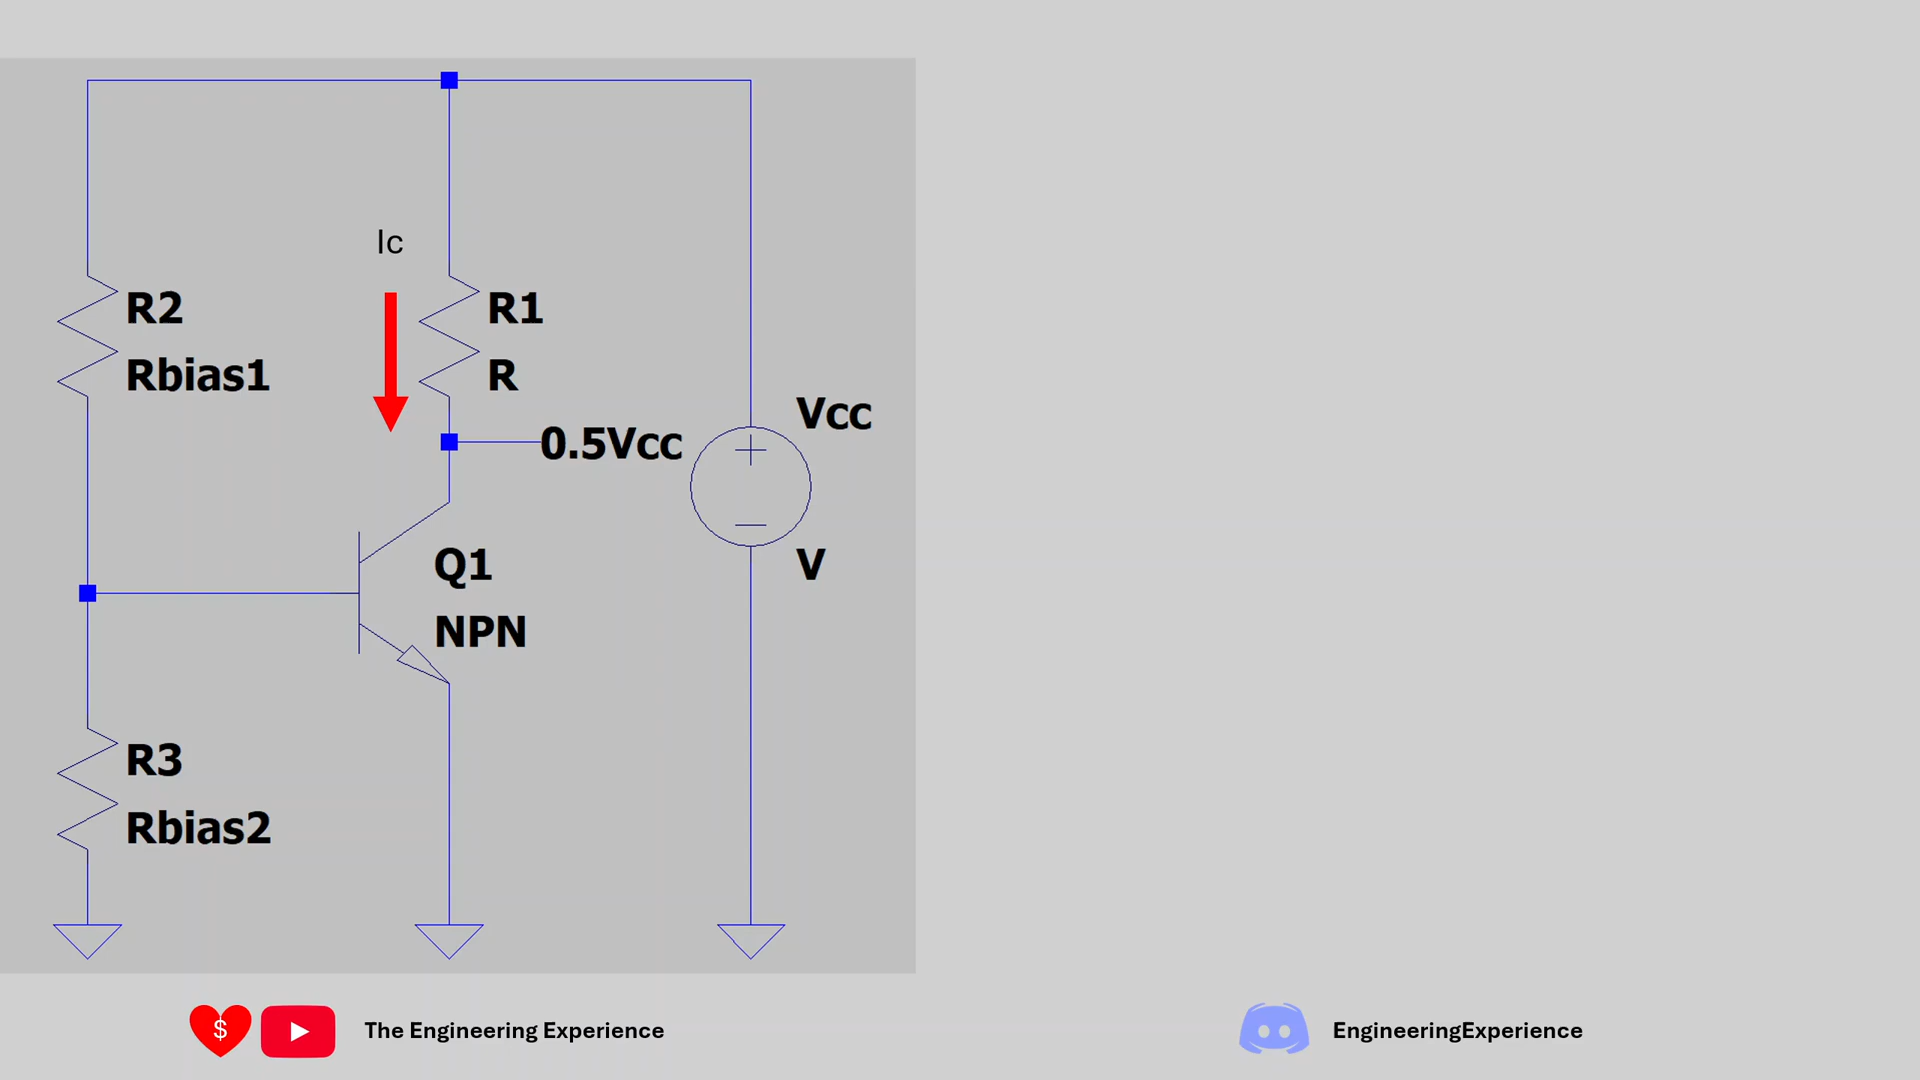 Ic
R2
Rbias1
R1
R
0.5Vcc
Vcc
V
Q1
NPN
R3
Rbias2
$
The Engineering Experience
EngineeringExperience